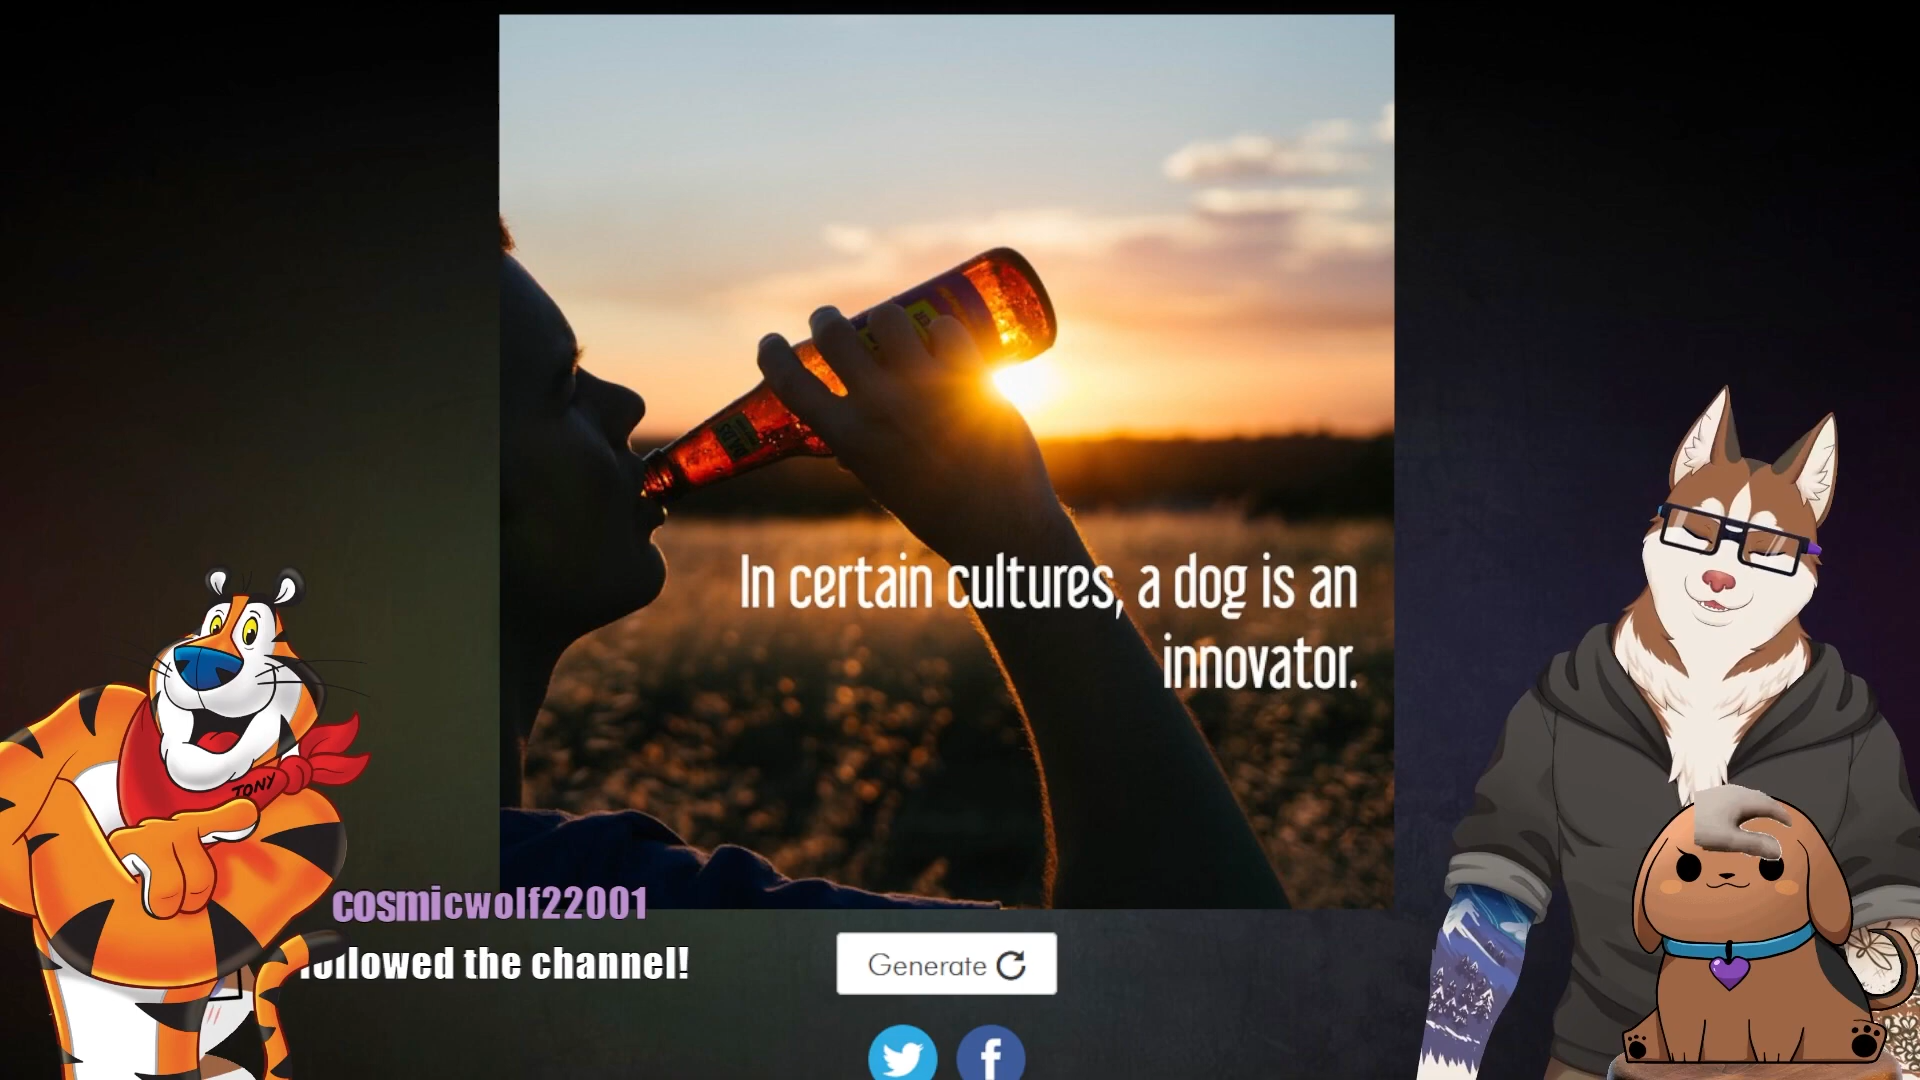 In certain cultures, a dog is an
innovator.
TONY
cosmicwolf22001
followed the channel!
Generate